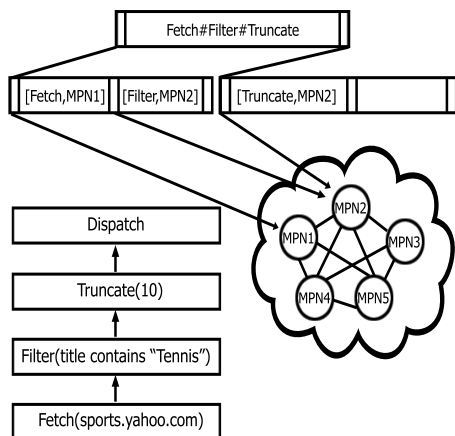 Fetch#Filter#Truncate
[Fetch,MPN1] [Filter,MPN2] [Truncate,MPN2]
MPN2
MPN1
MPN3
MPN4 MPN5
Dispatch
Truncate(10)
Filter(title contains “Tennis”)
Fetch(sports.yahoo.com)